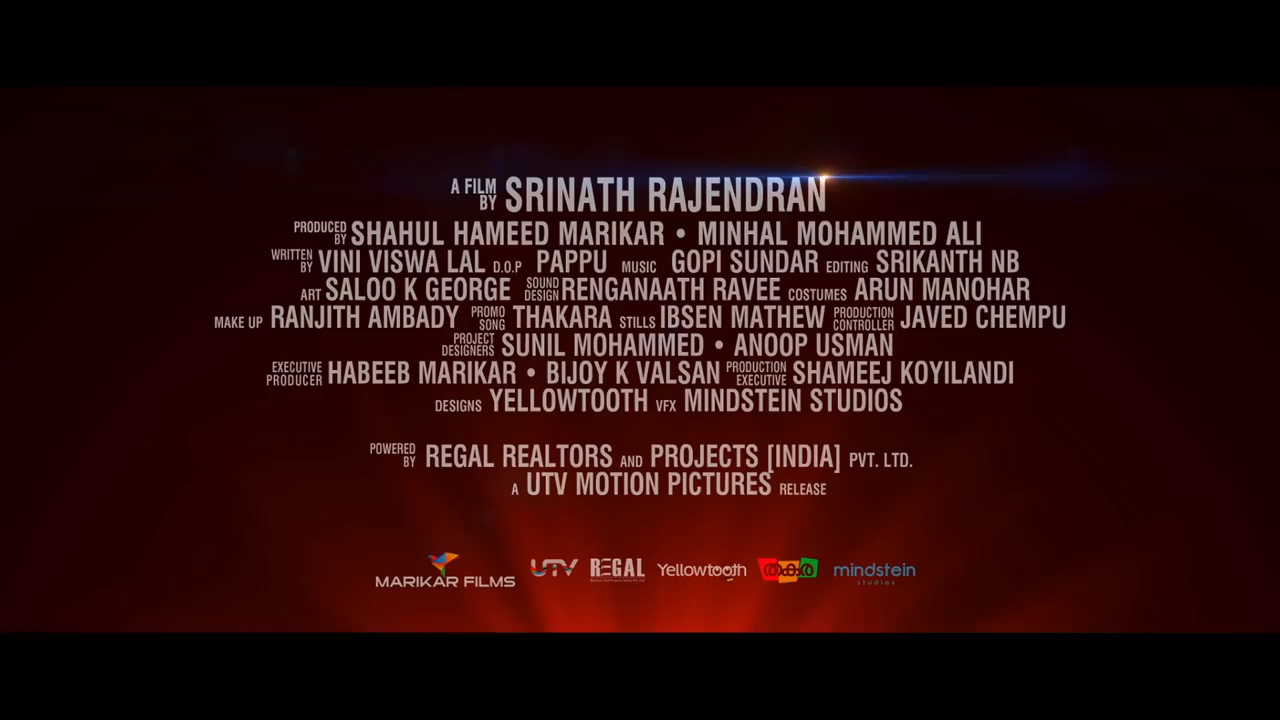 A FILM BY SRINATH RAJENDRAN
PRODUCED BY SHAHUL HAMEED MARIKAR • MINHAL MOHAMMED ALI
WRITTEN BY VINI VISWA LAL D.O.P PAPPU MUSIC GOPI SUNDAR EDITING SRIKANTH NB
ART SALOO K GEORGE SOUND DESIGN RENGANAATH RAVEE COSTUMES ARUN MANOHAR
MAKE UP RANJITH AMBADY PROMO SONG THAKARA STILLS IBSEN MATHEW PRODUCTION CONTROLLER JAVED CHEMPU
PROJECT DESIGNERS SUNIL MOHAMMED • ANOOP USMAN
EXECUTIVE PRODUCER HABEEB MARIKAR • BIJOY K VALSAN PRODUCTION EXECUTIVE SHAMEEJ KOYILANDI
DESIGNS YELLOWTOOTH VFX MINDSTEIN STUDIOS
POWERED BY REGAL REALTORS AND PROJECTS [INDIA] PVT. LTD.
A UTV MOTION PICTURES RELEASE
MARIKAR FILMS UTV REGAL Yellowtooth തകര mindstein studios